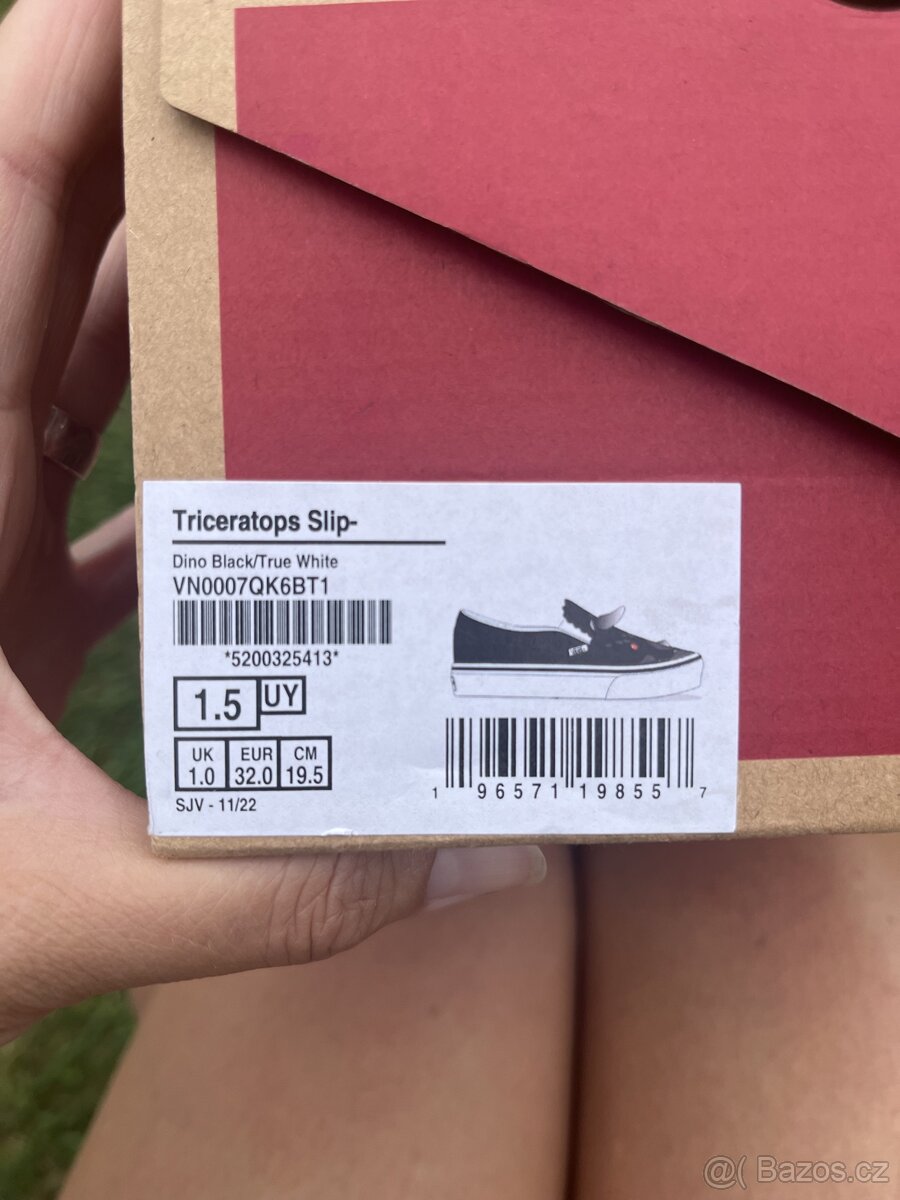 Triceratops Slip-
Dino Black/True White
VN0007QK6BT1
*5200325413*
1.5 UY
UK EUR CM
1.0 32.0 19.5
SJV - 11/22
1 96571 19855 7
@( Bazos.cz